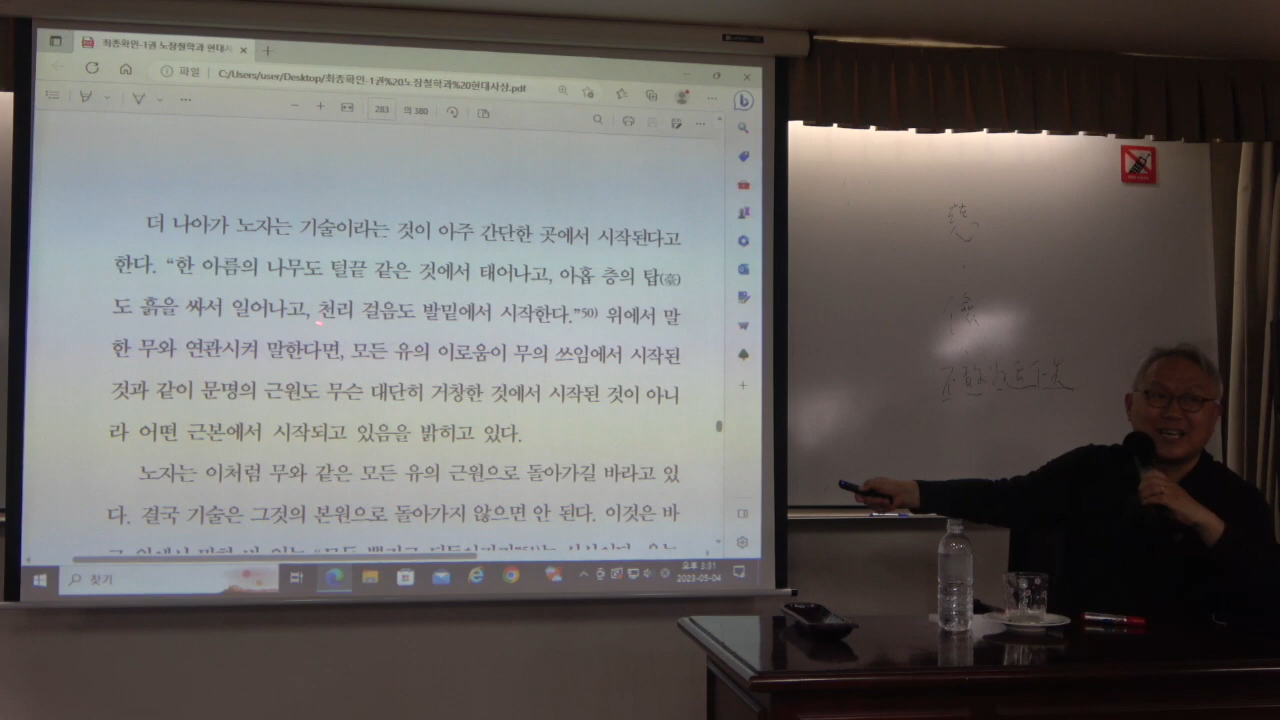 최종확인-1권 노장철학과 현대사
파일 C:/Users/user/Desktop/최종확인-1권%20노장철학과%20현대사상.pdf
283 의 380
더 나아가 노자는 기술이라는 것이 아주 간단한 곳에서 시작된다고
한다. “한 아름의 나무도 털끝 같은 것에서 태어나고, 아홉 층의 탑(臺)
도 흙을 싸서 일어나고, 천리 걸음도 발밑에서 시작한다.”50) 위에서 말
한 무와 연관시켜 말한다면, 모든 유의 이로움이 무의 쓰임에서 시작된
것과 같이 문명의 근원도 무슨 대단히 거창한 것에서 시작된 것이 아니
라 어떤 근본에서 시작되고 있음을 밝히고 있다.
노자는 이처럼 무와 같은 모든 유의 근원으로 돌아가길 바라고 있
다. 결국 기술은 그것의 본원으로 돌아가지 않으면 안 된다. 이것은 바
찾기
오후 3:31
2023-05-04